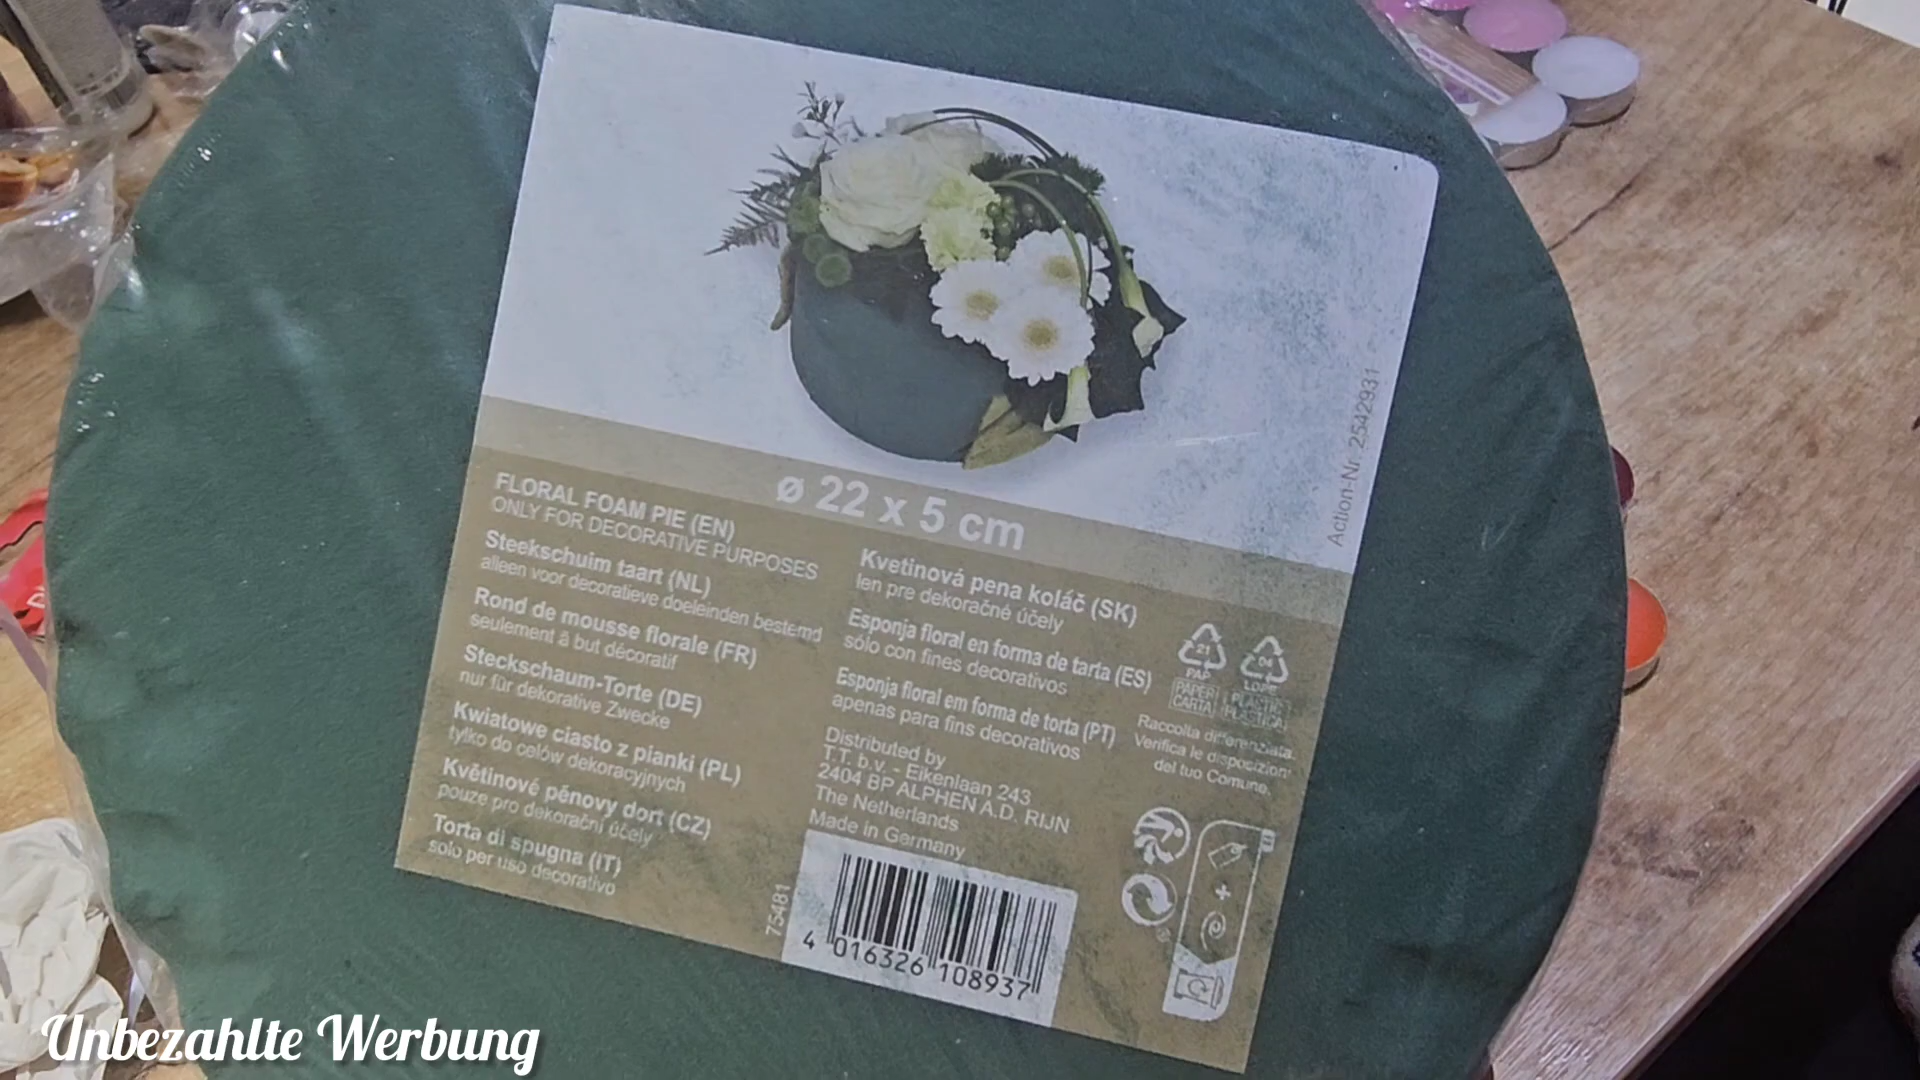 Action-Nr. 2542931
ø 22 x 5 cm
FLORAL FOAM PIE (EN)
ONLY FOR DECORATIVE PURPOSES
Steekschuim taart (NL)
alleen voor decoratieve doeleinden bestemd
Rond de mousse florale (FR)
seulement â but décoratif
Steckschaum-Torte (DE)
nur für dekorative Zwecke
Kwiatowe ciasto z pianki (PL)
tylko do celów dekoracyjnych
Květinové pěnovy dort (CZ)
pouze pro dekorační účely
Torta di spugna (IT)
solo per uso decorativo
Kvetinová pena koláč (SK)
len pre dekoračné účely
Esponja floral en forma de tarta (ES)
sólo con fines decorativos
Esponja floral em forma de torta (PT)
apenas para fins decorativos
Distributed by
T.T. b.v. - Eikenlaan 243
2404 BP ALPHEN A.D. RIJN
The Netherlands
Made in Germany
21
PAP
PAPER
CARTA
04
LDPE
PLASTIC
PLASTICA
Raccolta differenziata.
Verifica le disposizioni
del tuo Comune.
75481
4 016326 108937
Unbezahlte Werbung